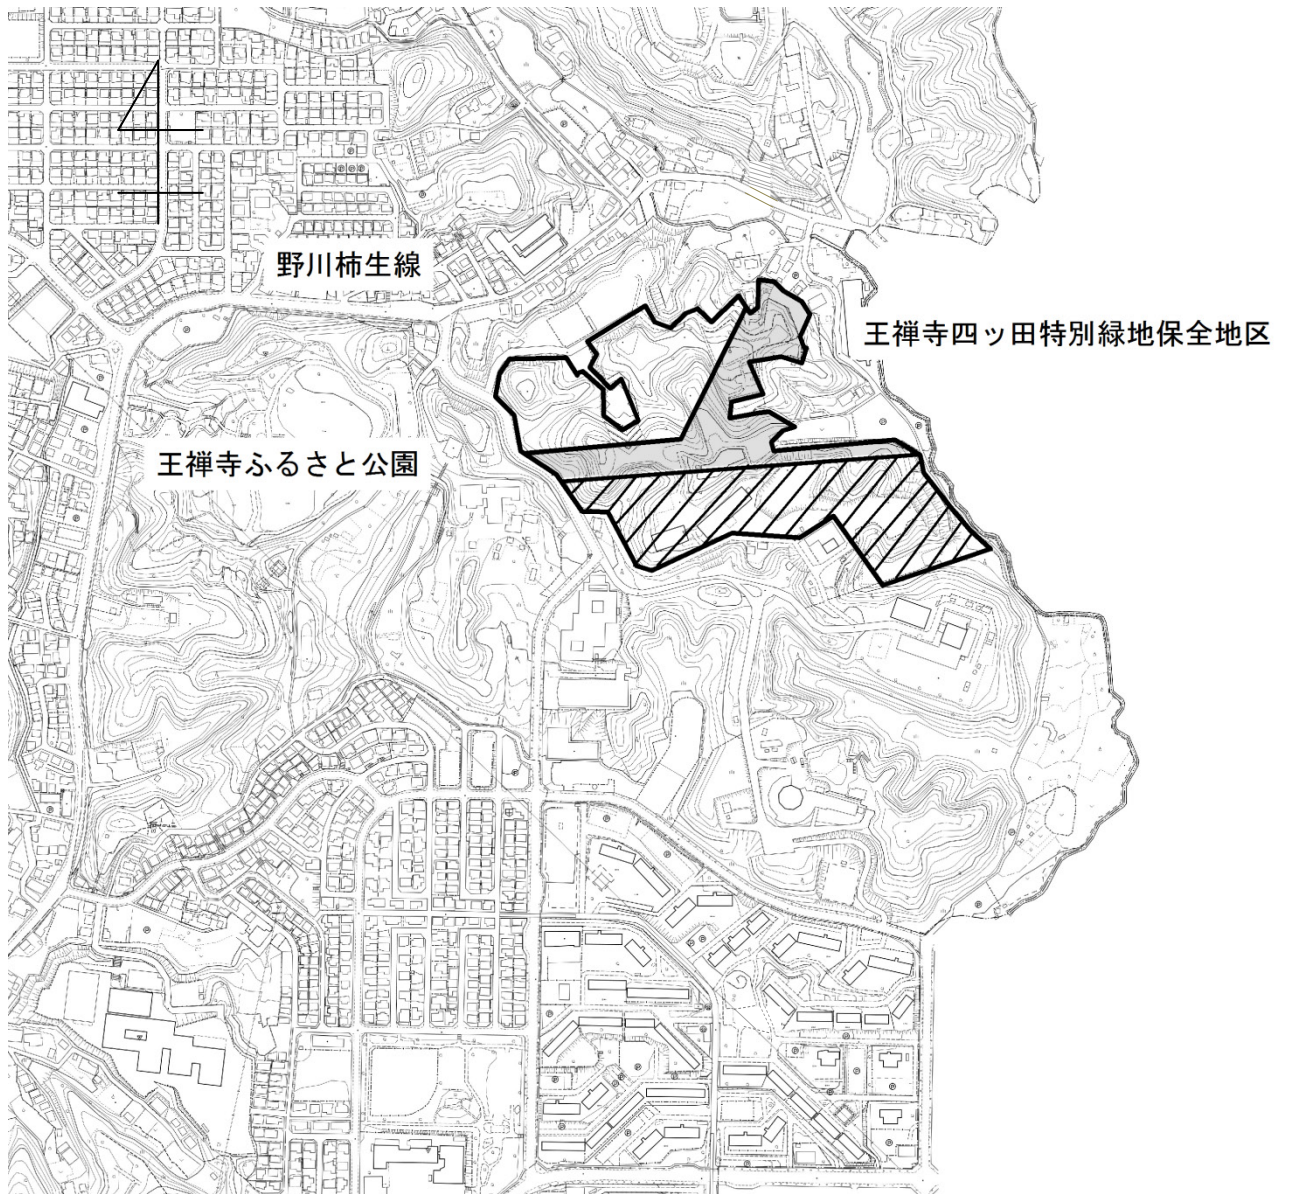 野川柿生線
王禅寺四ッ田特別緑地保全地区
王禅寺ふるさと公園